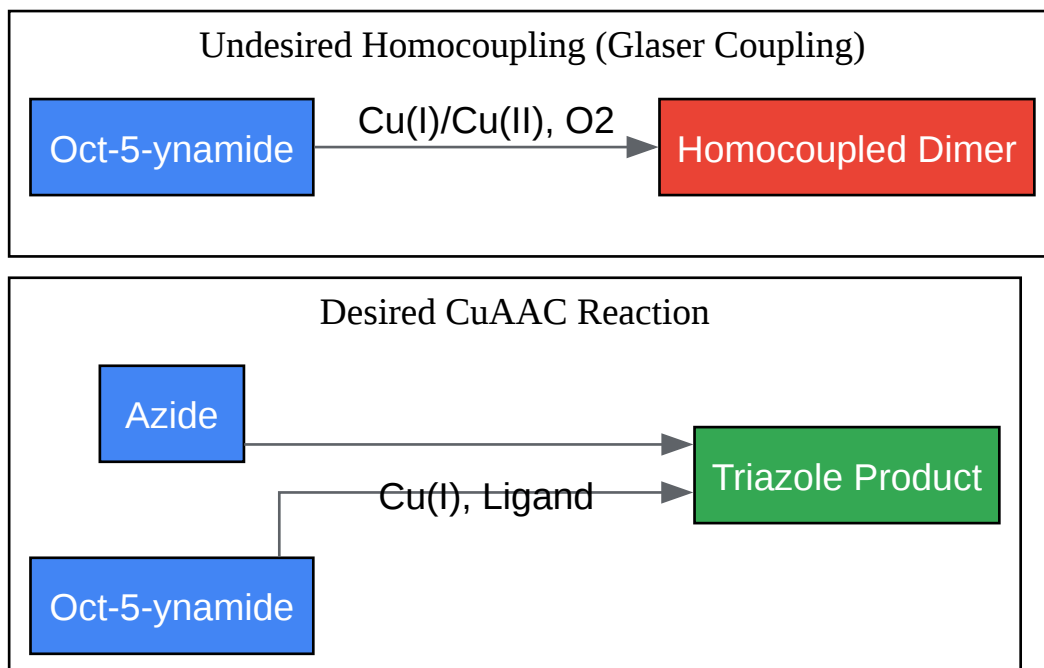 Undesired Homocoupling (Glaser Coupling)
Oct-5-ynamide
Cu(I)/Cu(II), O2
Homocoupled Dimer
Desired CuAAC Reaction
Azide
Triazole Product
Cu(I), Ligand
Oct-5-ynamide